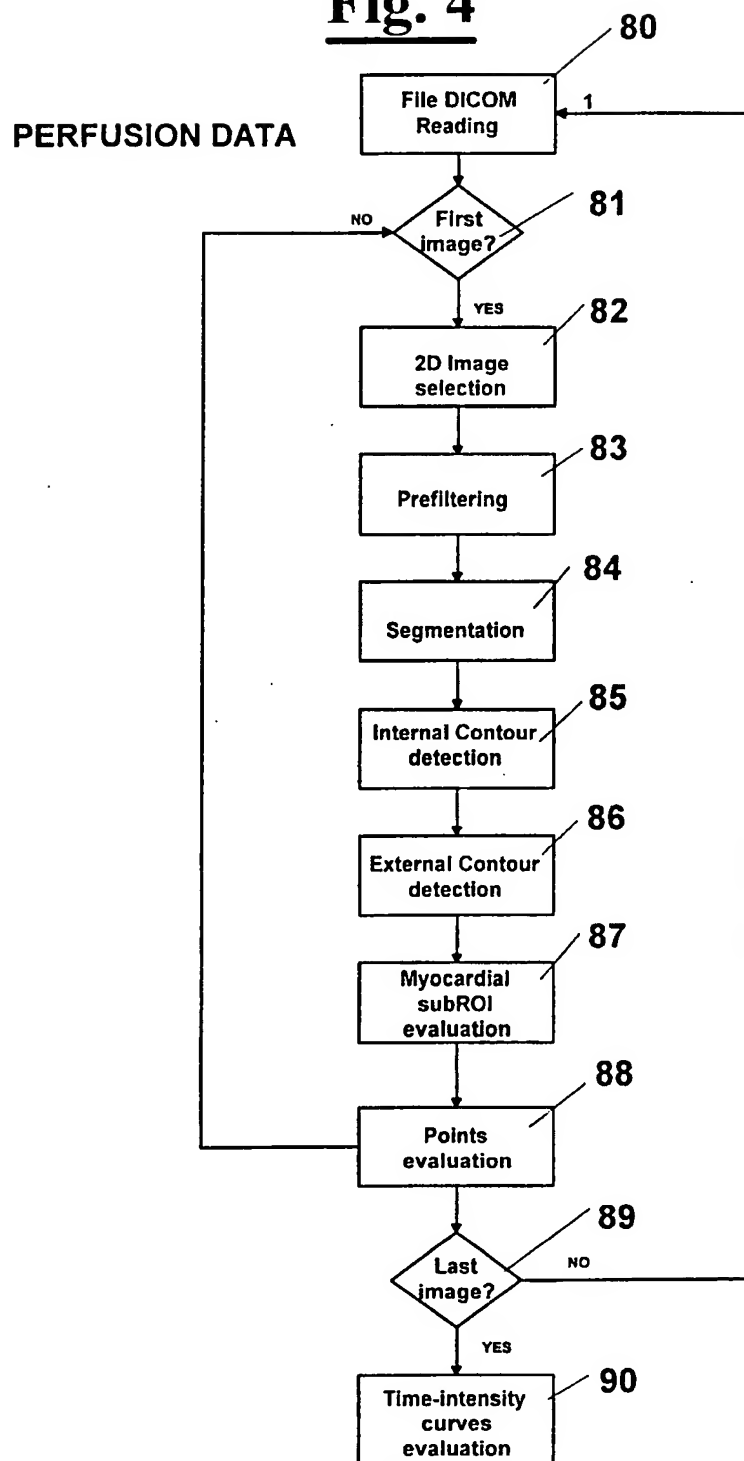 Fig. 4
80
File DICOM
Reading
1
PERFUSION DATA
81
First
image?
NO
YES
82
2D Image
selection
83
Prefiltering
84
Segmentation
85
Internal Contour
detection
86
External Contour
detection
87
Myocardial
subROI
evaluation
88
Points
evaluation
89
Last
image?
NO
YES
90
Time-intensity
curves
evaluation